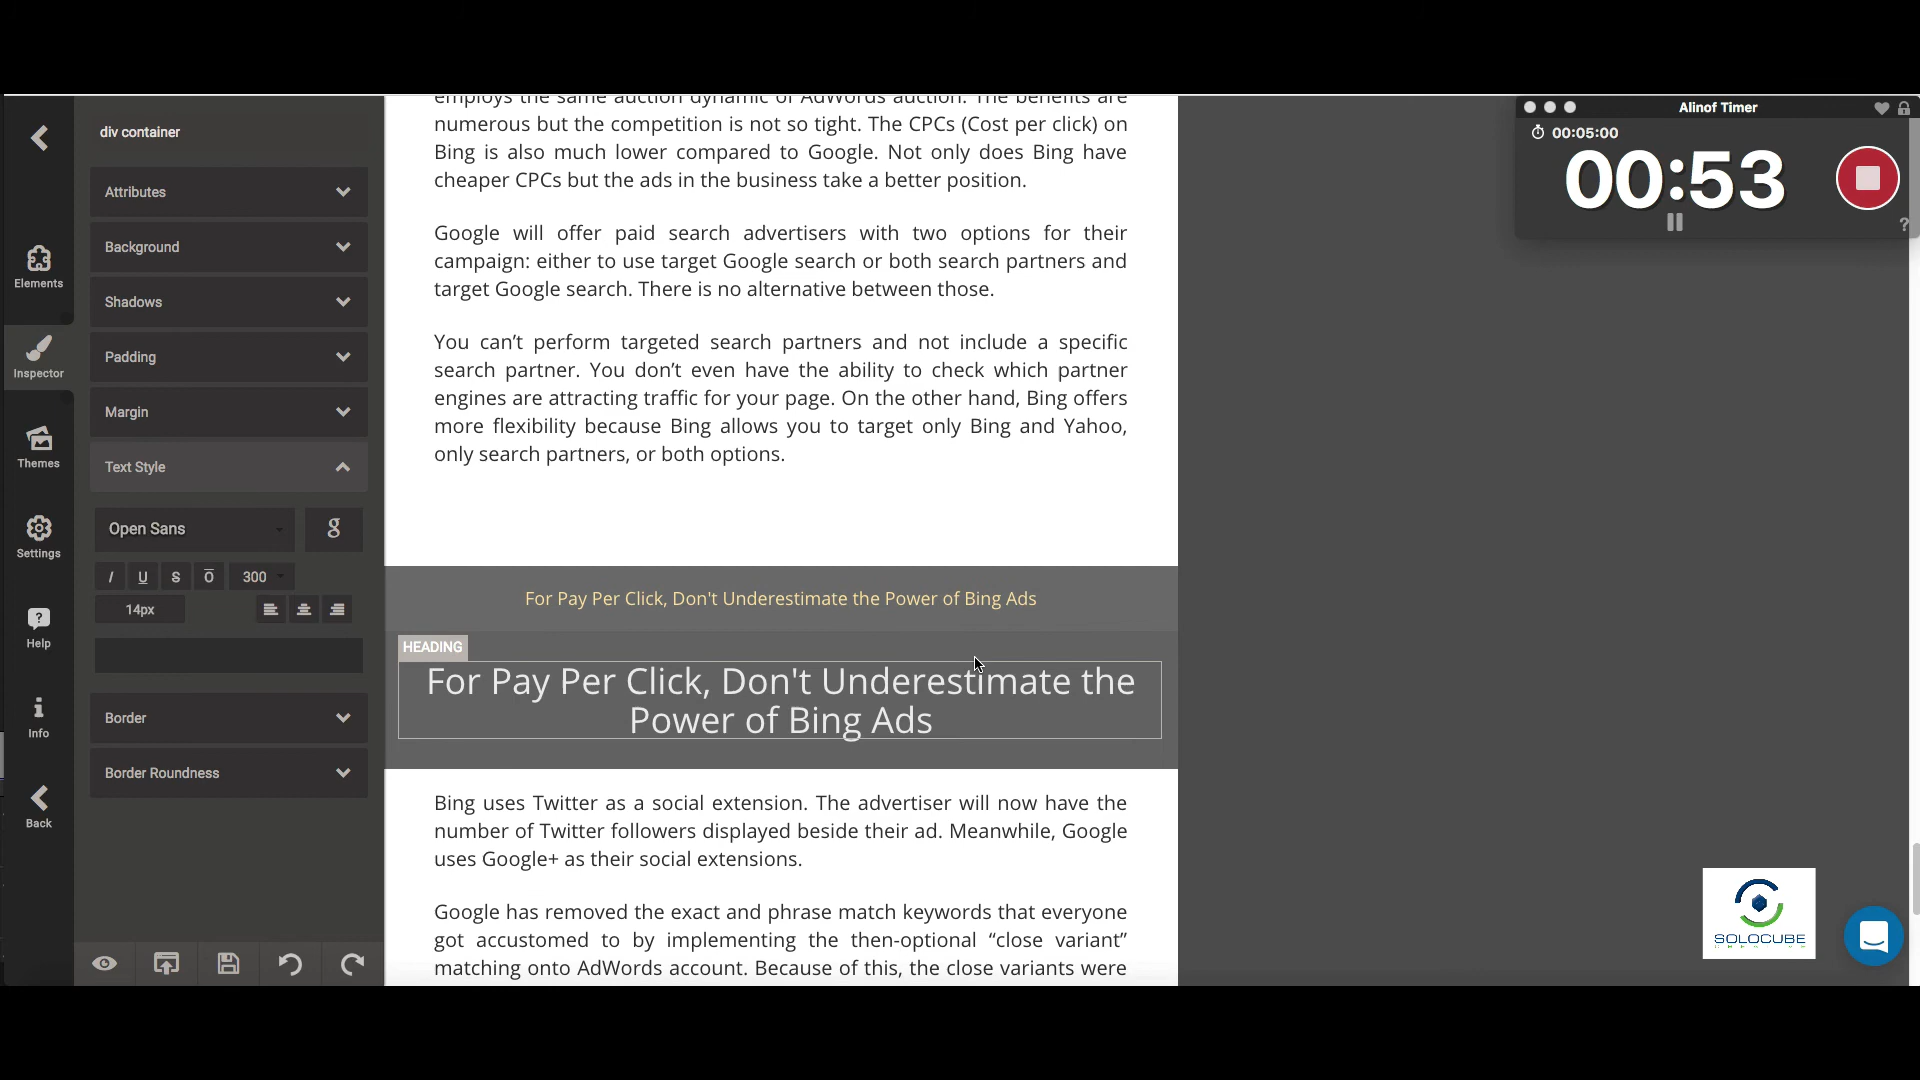 div container
Attributes
Background
Shadows
Padding
Margin
Text Style
Open Sans
g
I U S O 300
14px
Border
Border Roundness
Elements
Inspector
Themes
Settings
Help
Info
Back
employs the same auction dynamic of AdWords auction. The benefits are
numerous but the competition is not so tight. The CPCs (Cost per click) on
Bing is also much lower compared to Google. Not only does Bing have
cheaper CPCs but the ads in the business take a better position.
Google will offer paid search advertisers with two options for their
campaign: either to use target Google search or both search partners and
target Google search. There is no alternative between those.
You can’t perform targeted search partners and not include a specific
search partner. You don’t even have the ability to check which partner
engines are attracting traffic for your page. On the other hand, Bing offers
more flexibility because Bing allows you to target only Bing and Yahoo,
only search partners, or both options.
For Pay Per Click, Don't Underestimate the Power of Bing Ads
HEADING
For Pay Per Click, Don't Underestimate the
Power of Bing Ads
Bing uses Twitter as a social extension. The advertiser will now have the
number of Twitter followers displayed beside their ad. Meanwhile, Google
uses Google+ as their social extensions.
Google has removed the exact and phrase match keywords that everyone
got accustomed to by implementing the then-optional “close variant”
matching onto AdWords account. Because of this, the close variants were
Alinof Timer
00:05:00
00:53
?
SOLOCUBE
CREATIVE